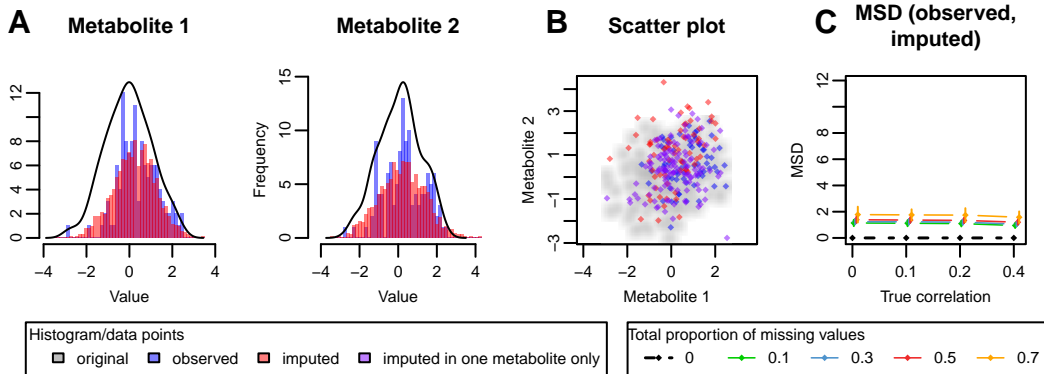 A
Metabolite 1
Metabolite 2
B
Scatter plot
C
MSD (observed,
imputed)
0 2 4 6 8 10 12
−4 −2 0 2 4
Value
Frequency
0 5 10 15
−4 −2 0 2 4
Value
Metabolite 2
−3 −1 1 3
−2 0 2
Metabolite 1
MSD
0 2 4 6 8 12
0 0.1 0.2 0.4
True correlation
Histogram/data points
original observed imputed imputed in one metabolite only
Total proportion of missing values
0 0.1 0.3 0.5 0.7